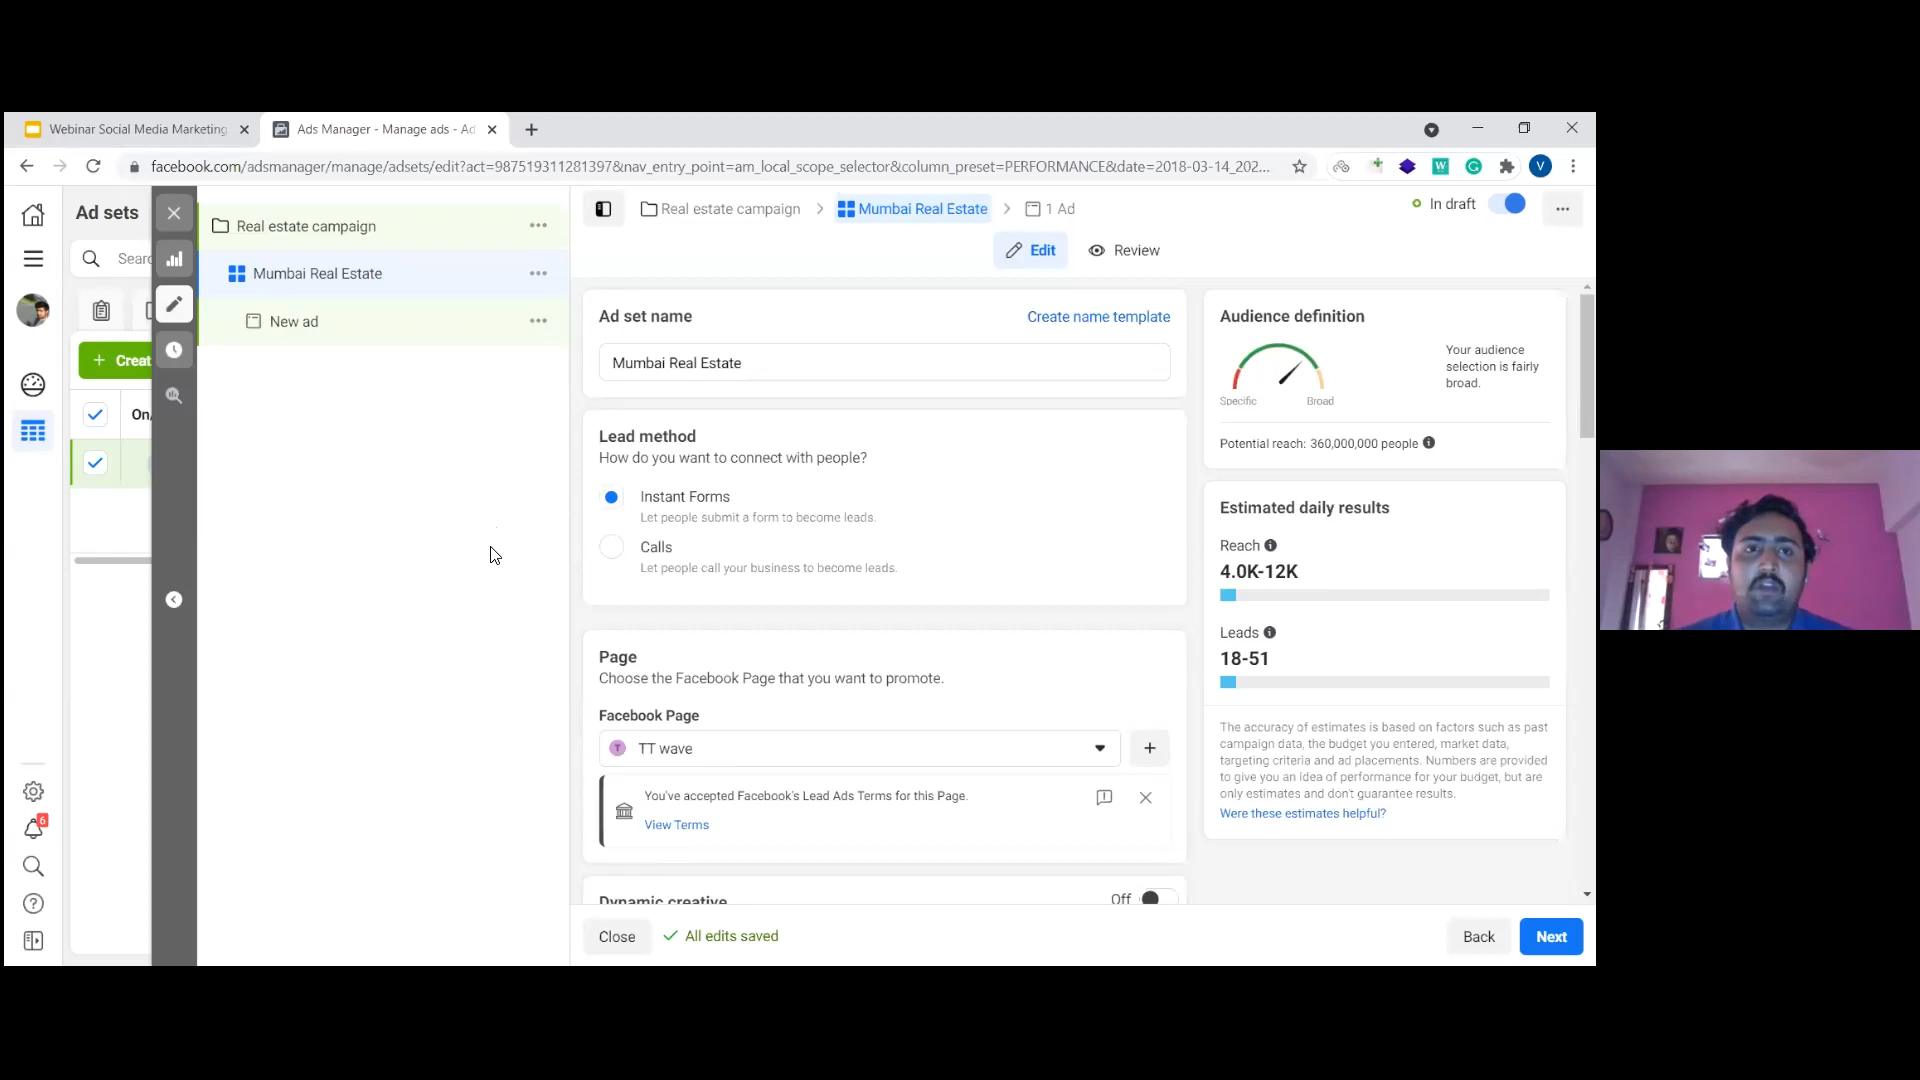 Webinar Social Media Marketing
Ads Manager - Manage ads - Ad
facebook.com/adsmanager/manage/adsets/edit?act=987519311281397&nav_entry_point=am_local_scope_selector&column_preset=PERFORMANCE&date=2018-03-14_202...
W
G
V
Ad sets
Real estate campaign
Real estate campaign
Mumbai Real Estate
1 Ad
In draft
Sear
Edit
Review
Mumbai Real Estate
New ad
+ Creat
On/
Ad set name
Create name template
Mumbai Real Estate
Lead method
How do you want to connect with people?
Instant Forms
Let people submit a form to become leads.
Calls
Let people call your business to become leads.
Page
Choose the Facebook Page that you want to promote.
Facebook Page
T TT wave
You've accepted Facebook's Lead Ads Terms for this Page.
View Terms
Dynamic creative
Off
Audience definition
Your audience
selection is fairly
broad.
Specific
Broad
Potential reach: 360,000,000 people
Estimated daily results
Reach
4.0K-12K
Leads
18-51
The accuracy of estimates is based on factors such as past
campaign data, the budget you entered, market data,
targeting criteria and ad placements. Numbers are provided
to give you an idea of performance for your budget, but are
only estimates and don't guarantee results.
Were these estimates helpful?
6
Close
All edits saved
Back
Next